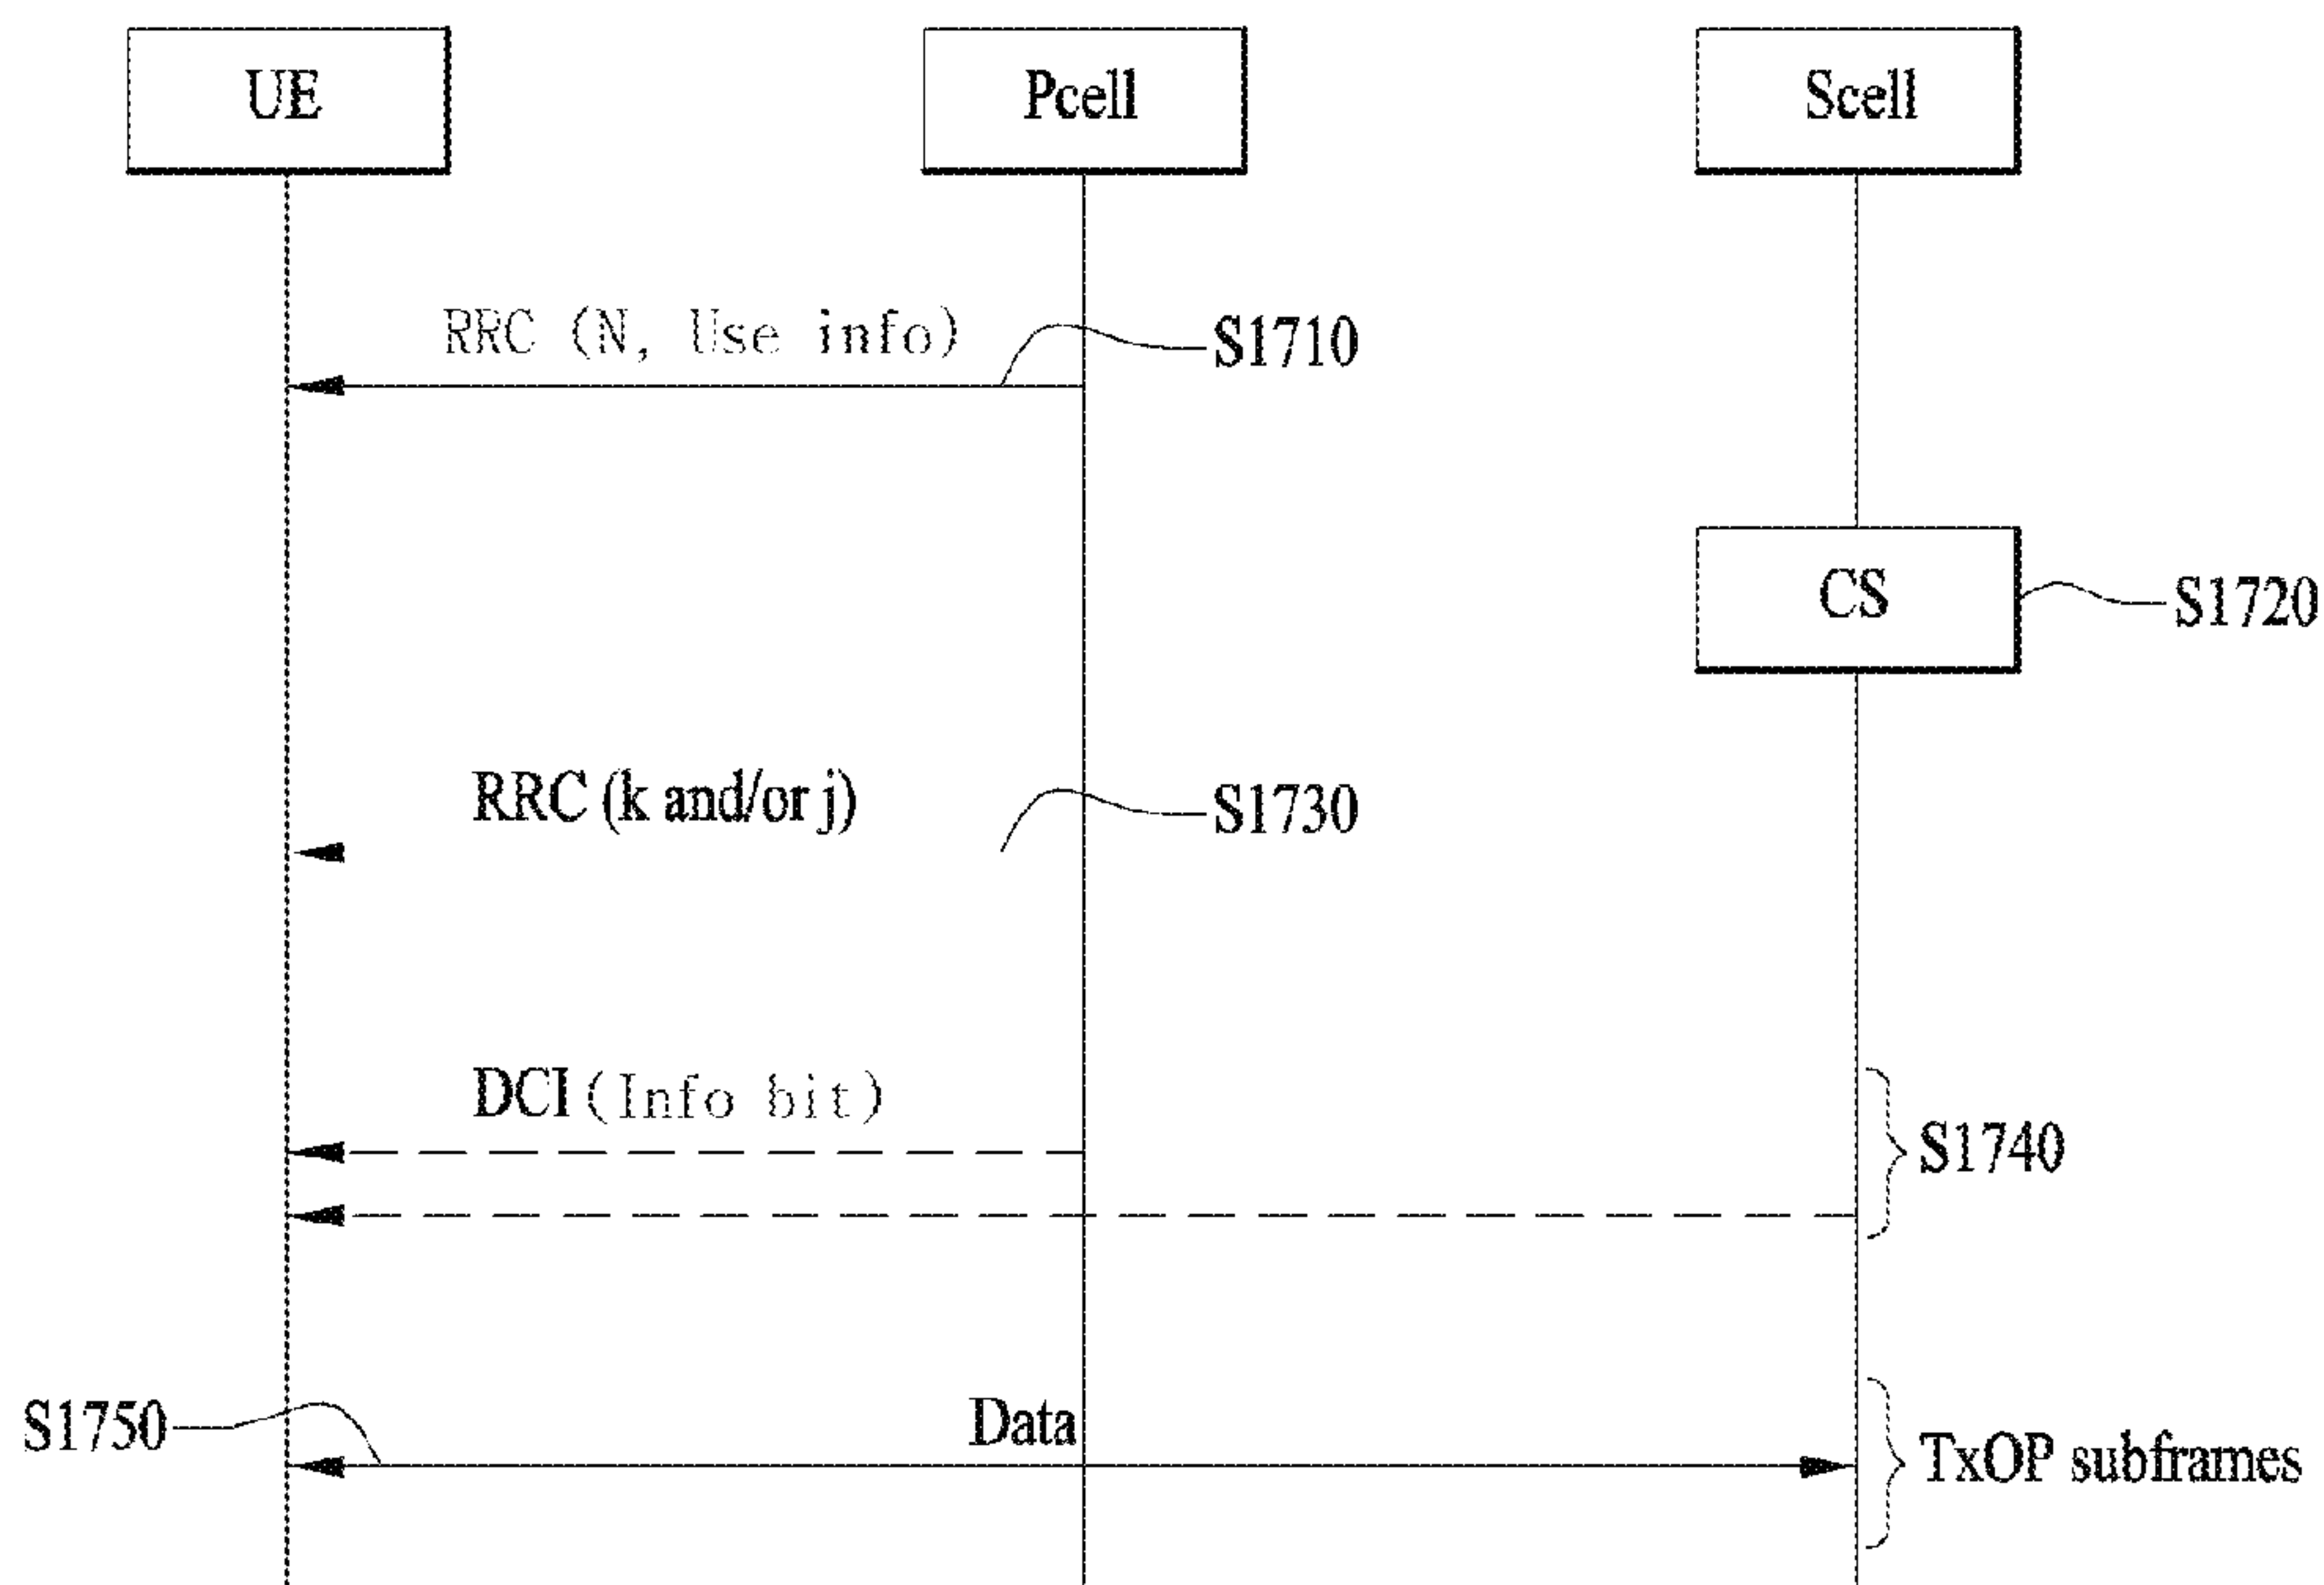 UE
Pcell
Scell
RRC (N, Use info)
S1710
CS
S1720
RRC (k and/or j)
S1730
DCI (Info bit)
S1740
S1750
Data
TxOP subframes